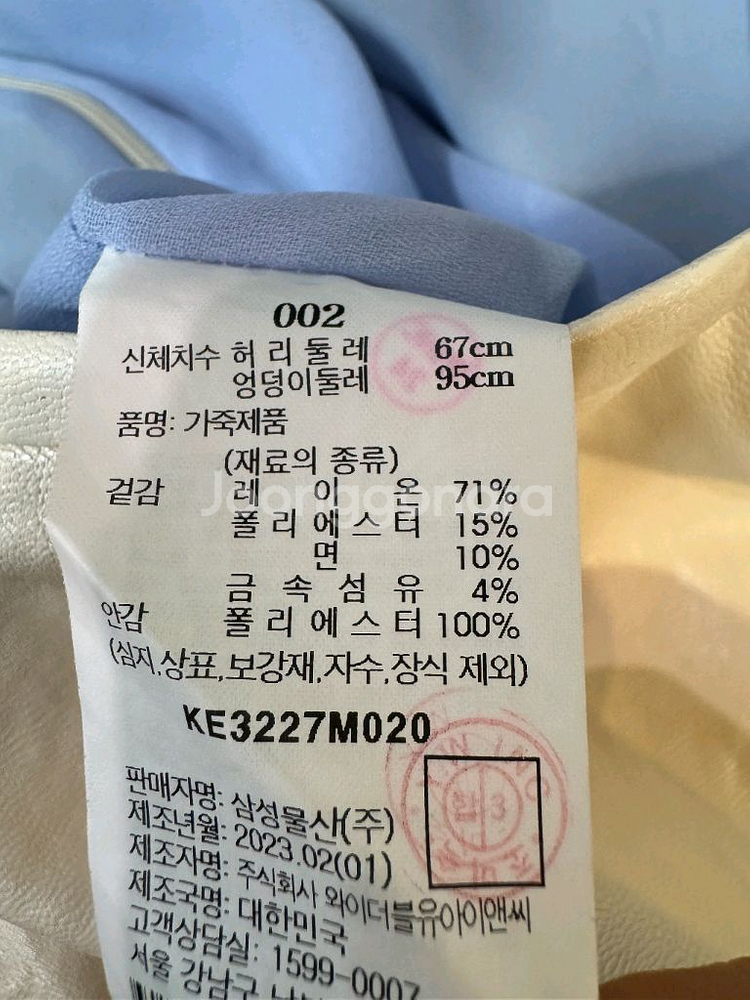 002
신체치수 허 리 둘 레 67cm
엉덩이둘레 95cm
품명: 가죽제품
(재료의 종류)
겉감 레 이 온 71%
폴 리 에 스 터 15%
면 10%
금 속 섬 유 4%
안감 폴 리 에 스 터 100%
(심지,상표,보강재,자수,장식 제외)
KE3227M020
판매자명: 삼성물산(주)
제조년월: 2023.02(01)
제조자명: 주식회사 와이더블유아이앤씨
제조국명: 대한민국
고객상담실: 1599-0007
서울 강남구
Joonggonara
합 3